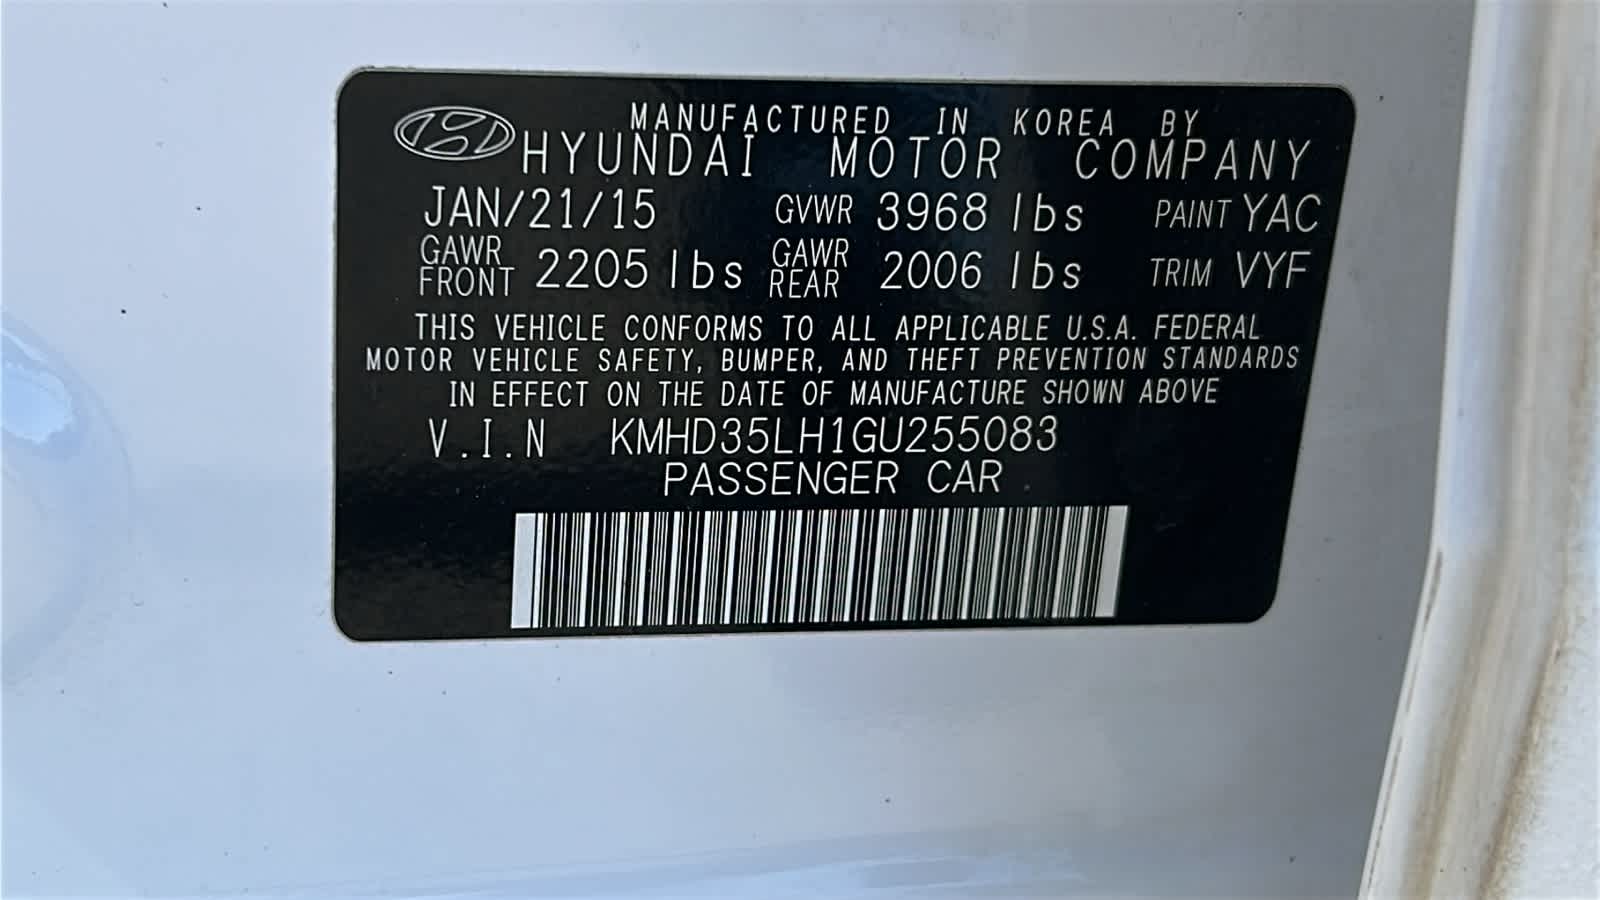 MANUFACTURED IN KOREA BY
HYUNDAI MOTOR COMPANY
JAN/21/15 GVWR 3968 lbs PAINT YAC
GAWR FRONT 2205 lbs GAWR REAR 2006 lbs TRIM VYF
THIS VEHICLE CONFORMS TO ALL APPLICABLE U.S.A. FEDERAL
MOTOR VEHICLE SAFETY, BUMPER, AND THEFT PREVENTION STANDARDS
IN EFFECT ON THE DATE OF MANUFACTURE SHOWN ABOVE
V.I.N KMHD35LH1GU255083
PASSENGER CAR